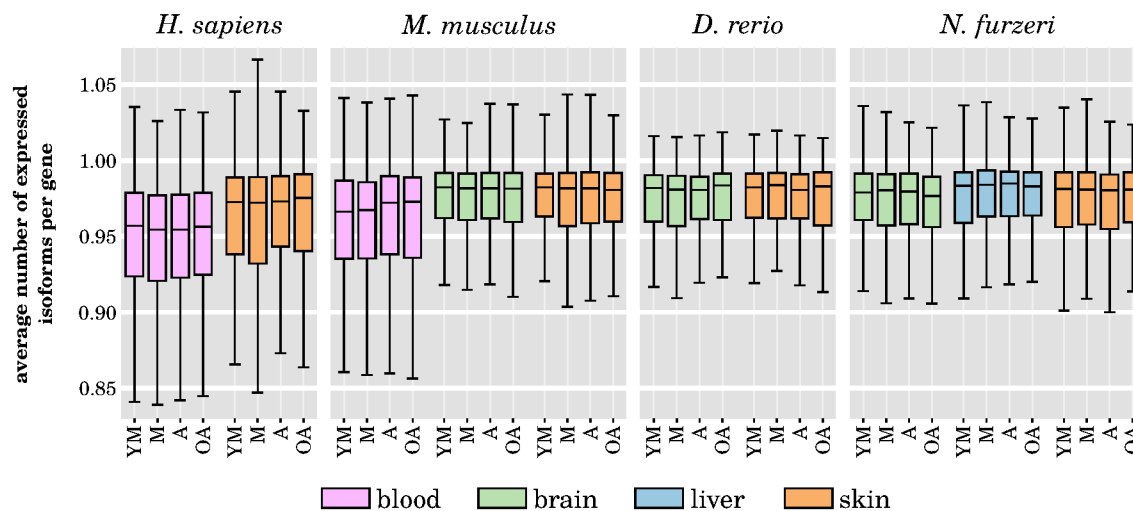 H. sapiens M. musculus D. rerio N. furzeri
average number of expressed
isoforms per gene
1.05
1.00
0.95
0.90
0.85
YM M A OA YM M A OA YM M A OA YM M A OA YM M A OA YM M A OA YM M A OA YM M A OA YM M A OA YM M A OA
blood brain liver skin